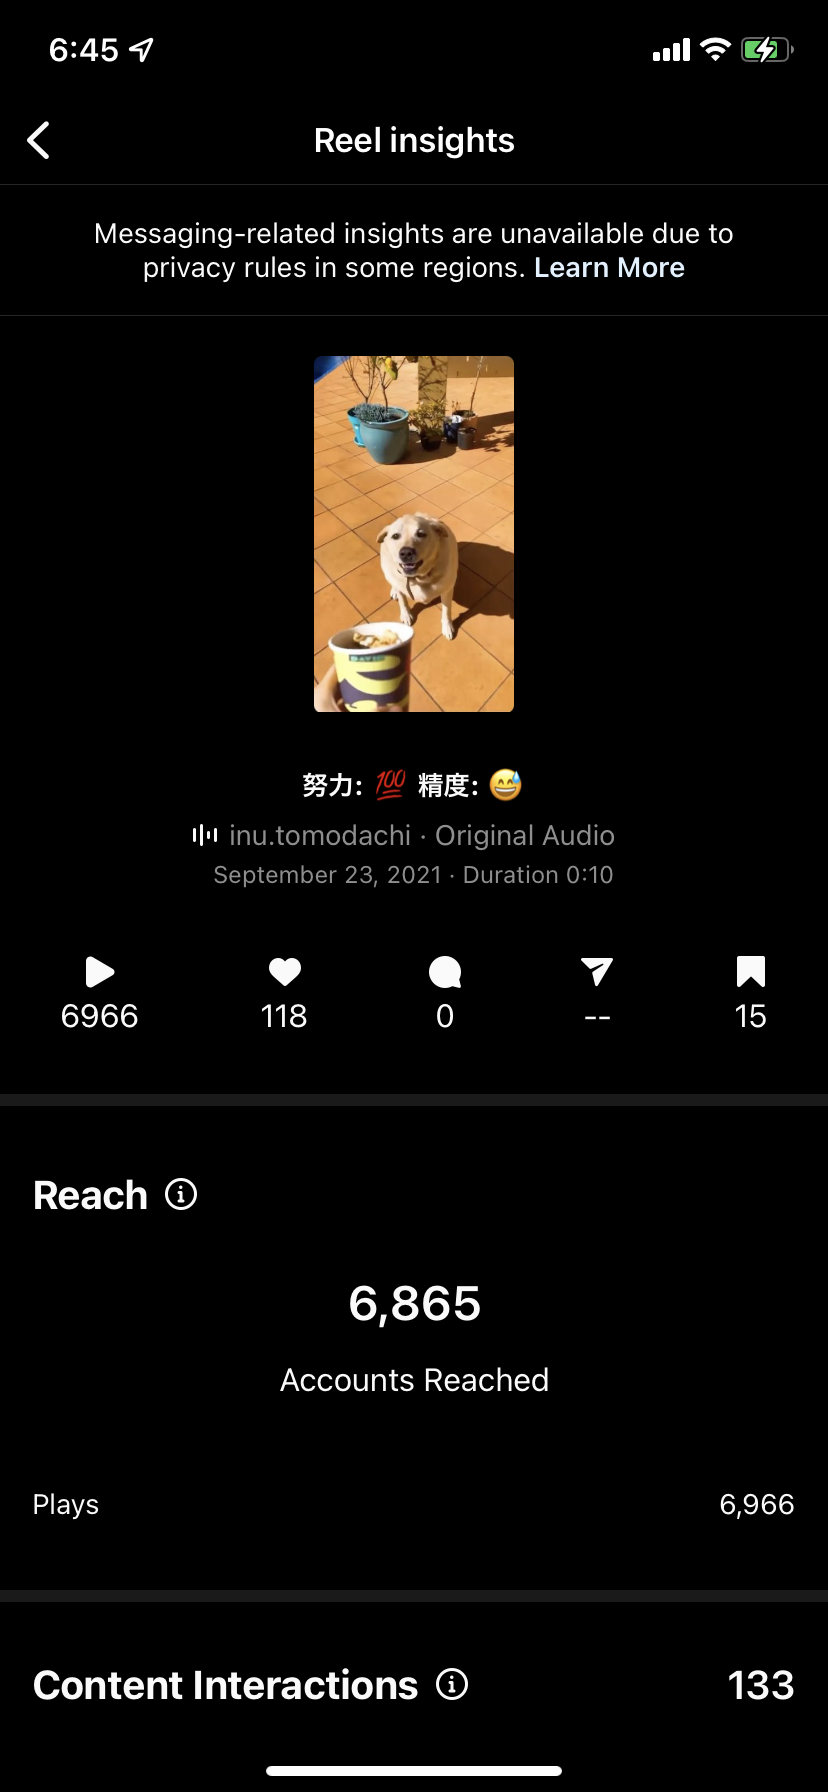 6:45
Reel insights
Messaging-related insights are unavailable due to
privacy rules in some regions. Learn More
努力: 💯 精度: 😅
inu.tomodachi · Original Audio
September 23, 2021 · Duration 0:10
6966 118 0 -- 15
Reach
6,865
Accounts Reached
Plays 6,966
Content Interactions 133